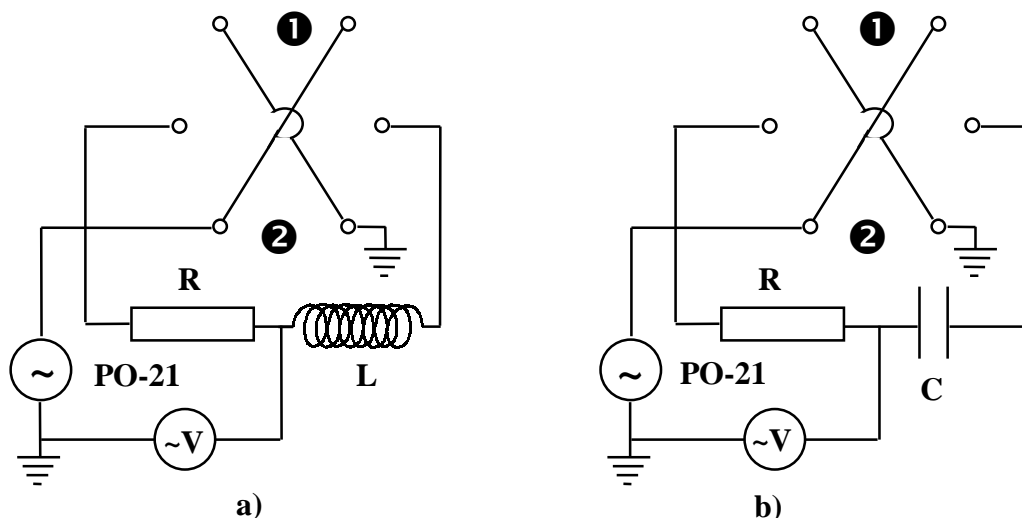 ❶ ❶
❷ ❷
R R
PO-21 L PO-21 C
~ ~
~V ~V
a) b)